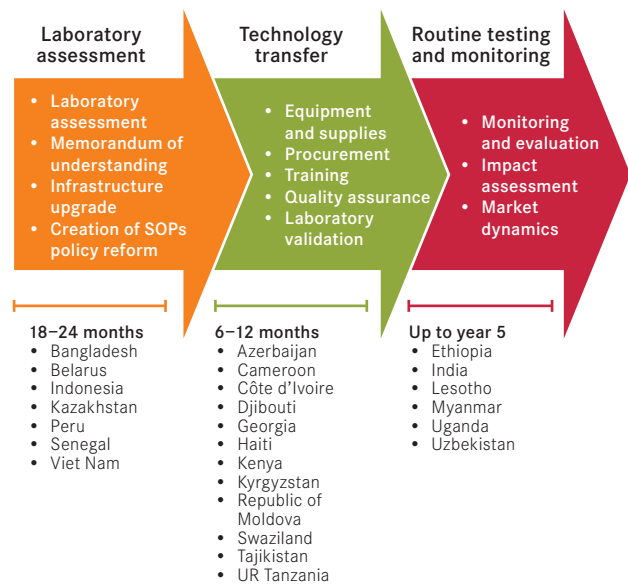 Laboratory
assessment
• Laboratory
assessment
• Memorandum of
understanding
• Infrastructure
upgrade
• Creation of SOPs
policy reform
18–24 months
• Bangladesh
• Belarus
• Indonesia
• Kazakhstan
• Peru
• Senegal
• Viet Nam
Technology
transfer
• Equipment
and supplies
• Procurement
• Training
• Quality assurance
• Laboratory
validation
6–12 months
• Azerbaijan
• Cameroon
• Côte d’Ivoire
• Djibouti
• Georgia
• Haiti
• Kenya
• Kyrgyzstan
• Republic of
Moldova
• Swaziland
• Tajikistan
• UR Tanzania
Routine testing
and monitoring
• Monitoring
and evaluation
• Impact
assessment
• Market
dynamics
Up to year 5
• Ethiopia
• India
• Lesotho
• Myanmar
• Uganda
• Uzbekistan